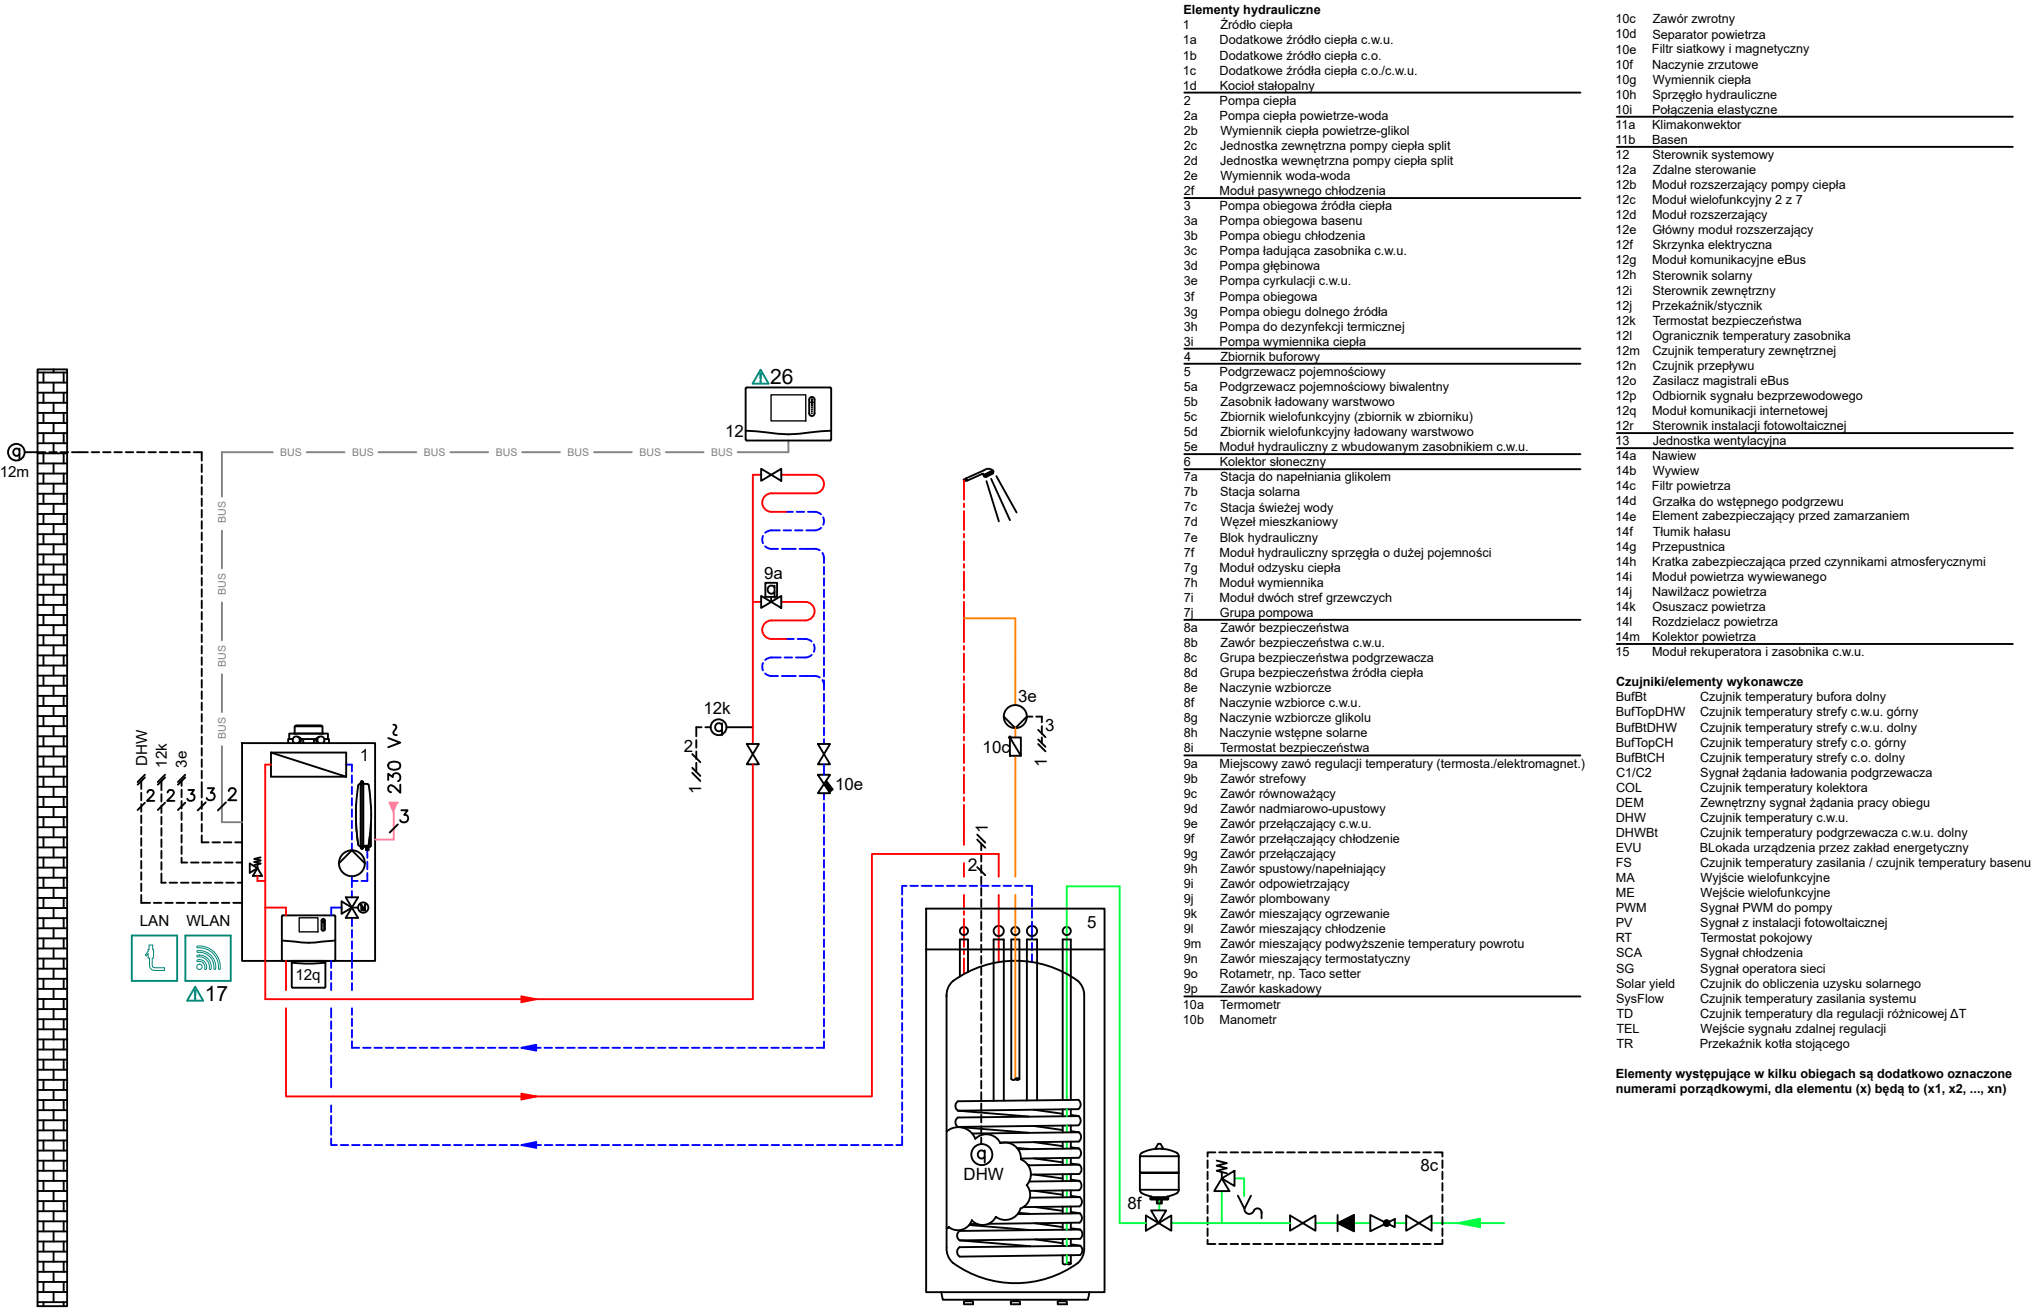 Elementy hydrauliczne
1 Źródło ciepła
1a Dodatkowe źródło ciepła c.w.u.
1b Dodatkowe źródło ciepła c.o.
1c Dodatkowe źródła ciepła c.o./c.w.u.
1d Kocioł stałopalny
2 Pompa ciepła
2a Pompa ciepła powietrze-woda
2b Wymiennik ciepła powietrze-glikol
2c Jednostka zewnętrzna pompy ciepła split
2d Jednostka wewnętrzna pompy ciepła split
2e Wymiennik woda-woda
2f Moduł pasywnego chłodzenia
3 Pompa obiegowa źródła ciepła
3a Pompa obiegowa basenu
3b Pompa obiegu chłodzenia
3c Pompa ładująca zasobnika c.w.u.
3d Pompa głębinowa
3e Pompa cyrkulacji c.w.u.
3f Pompa obiegowa
3g Pompa obiegu dolnego źródła
3h Pompa do dezynfekcji termicznej
3i Pompa wymiennika ciepła
4 Zbiornik buforowy
5 Podgrzewacz pojemnościowy
5a Podgrzewacz pojemnościowy biwalentny
5b Zasobnik ładowany warstwowo
5c Zbiornik wielofunkcyjny (zbiornik w zbiorniku)
5d Zbiornik wielofunkcyjny ładowany warstwowo
5e Moduł hydrauliczny z wbudowanym zasobnikiem c.w.u.
6 Kolektor słoneczny
7a Stacja do napełniania glikolem
7b Stacja solarna
7c Stacja świeżej wody
7d Węzeł mieszkaniowy
7e Blok hydrauliczny
7f Moduł hydrauliczny sprzęgła o dużej pojemności
7g Moduł odzysku ciepła
7h Moduł wymiennika
7i Moduł dwóch stref grzewczych
7j Grupa pompowa
8a Zawór bezpieczeństwa
8b Zawór bezpieczeństwa c.w.u.
8c Grupa bezpieczeństwa podgrzewacza
8d Grupa bezpieczeństwa źródła ciepła
8e Naczynie wzbiorcze
8f Naczynie wzbiorce c.w.u.
8g Naczynie wzbiorcze glikolu
8h Naczynie wstępne solarne
8i Termostat bezpieczeństwa
9a Miejscowy zawó regulacji temperatury (termosta./elektromagnet.)
9b Zawór strefowy
9c Zawór równoważący
9d Zawór nadmiarowo-upustowy
9e Zawór przełączający c.w.u.
9f Zawór przełączający chłodzenie
9g Zawór przełączający
9h Zawór spustowy/napełniający
9i Zawór odpowietrzający
9j Zawór plombowany
9k Zawór mieszający ogrzewanie
9l Zawór mieszający chłodzenie
9m Zawór mieszający podwyższenie temperatury powrotu
9n Zawór mieszający termostatyczny
9o Rotametr, np. Taco setter
9p Zawór kaskadowy
10a Termometr
10b Manometr
10c Zawór zwrotny
10d Separator powietrza
10e Filtr siatkowy i magnetyczny
10f Naczynie zrzutowe
10g Wymiennik ciepła
10h Sprzęgło hydrauliczne
10i Połączenia elastyczne
11a Klimakonwektor
11b Basen
12 Sterownik systemowy
12a Zdalne sterowanie
12b Moduł rozszerzający pompy ciepła
12c Moduł wielofunkcyjny 2 z 7
12d Moduł rozszerzający
12e Główny moduł rozszerzający
12f Skrzynka elektryczna
12g Moduł komunikacyjne eBus
12h Sterownik solarny
12i Sterownik zewnętrzny
12j Przekaźnik/stycznik
12k Termostat bezpieczeństwa
12l Ogranicznik temperatury zasobnika
12m Czujnik temperatury zewnętrznej
12n Czujnik przepływu
12o Zasilacz magistrali eBus
12p Odbiornik sygnału bezprzewodowego
12q Moduł komunikacji internetowej
12r Sterownik instalacji fotowoltaicznej
13 Jednostka wentylacyjna
14a Nawiew
14b Wywiew
14c Filtr powietrza
14d Grzałka do wstępnego podgrzewu
14e Element zabezpieczający przed zamarzaniem
14f Tłumik hałasu
14g Przepustnica
14h Kratka zabezpieczająca przed czynnikami atmosferycznymi
14i Moduł powietrza wywiewanego
14j Nawilżacz powietrza
14k Osuszacz powietrza
14l Rozdzielacz powietrza
14m Kolektor powietrza
15 Moduł rekuperatora i zasobnika c.w.u.
Czujniki/elementy wykonawcze
BufBt Czujnik temperatury bufora dolny
BufTopDHW Czujnik temperatury strefy c.w.u. górny
BufBtDHW Czujnik temperatury strefy c.w.u. dolny
BufTopCH Czujnik temperatury strefy c.o. górny
BufBtCH Czujnik temperatury strefy c.o. dolny
C1/C2 Sygnał żądania ładowania podgrzewacza
COL Czujnik temperatury kolektora
DEM Zewnętrzny sygnał żądania pracy obiegu
DHW Czujnik temperatury c.w.u.
DHWBt Czujnik temperatury podgrzewacza c.w.u. dolny
EVU BLokada urządzenia przez zakład energetyczny
FS Czujnik temperatury zasilania / czujnik temperatury basenu
MA Wyjście wielofunkcyjne
ME Wejście wielofunkcyjne
PWM Sygnał PWM do pompy
PV Sygnał z instalacji fotowoltaicznej
RT Termostat pokojowy
SCA Sygnał chłodzenia
SG Sygnał operatora sieci
Solar yield Czujnik do obliczenia uzysku solarnego
SysFlow Czujnik temperatury zasilania systemu
TD Czujnik temperatury dla regulacji różnicowej ΔT
TEL Wejście sygnału zdalnej regulacji
TR Przekaźnik kotła stojącego
Elementy występujące w kilku obiegach są dodatkowo oznaczone
numerami porządkowymi, dla elementu (x) będą to (x1, x2, ..., xn)
26
12
BUS BUS BUS BUS BUS BUS BUS
12m
BUS
BUS
BUS
BUS
9a
12k
2
1
3e
3
1
10c
10e
DHW
12k
3e
2 2 3 3 2
1
230 V~
3
LAN WLAN
12q
17
1
2
5
DHW
8f
8c